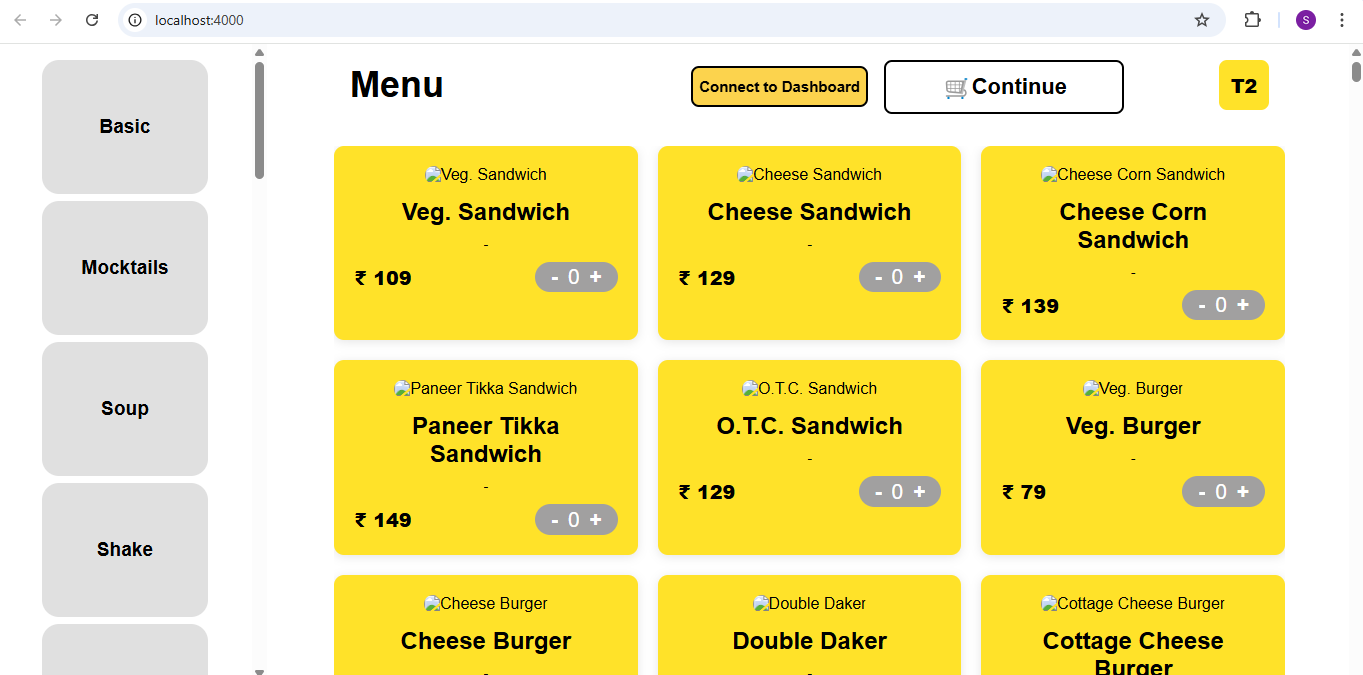 localhost:4000
S
Basic
Mocktails
Soup
Shake
Menu
Connect to Dashboard
🛒Continue
T2
Veg. Sandwich
Veg. Sandwich
-
₹ 109
- 0 +
Cheese Sandwich
Cheese Sandwich
-
₹ 129
- 0 +
Cheese Corn Sandwich
Cheese Corn
Sandwich
-
₹ 139
- 0 +
Paneer Tikka Sandwich
Paneer Tikka
Sandwich
-
₹ 149
- 0 +
O.T.C. Sandwich
O.T.C. Sandwich
-
₹ 129
- 0 +
Veg. Burger
Veg. Burger
-
₹ 79
- 0 +
Cheese Burger
Cheese Burger
Double Daker
Double Daker
Cottage Cheese Burger
Cottage Cheese
Burger